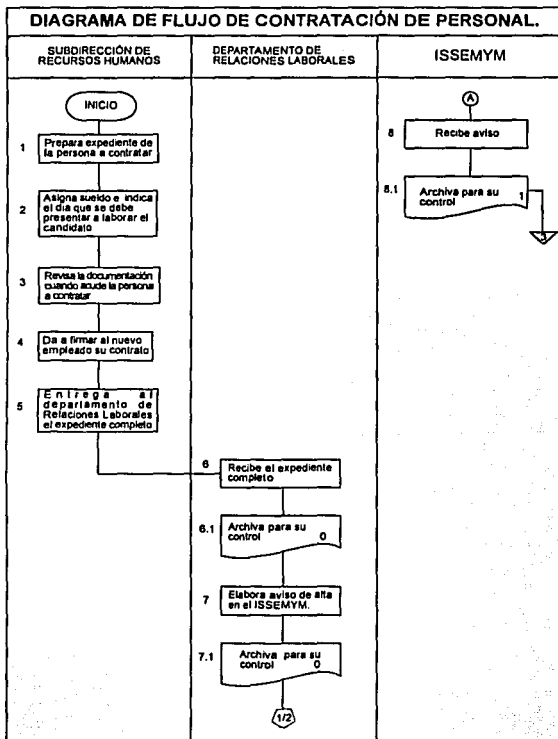 DIAGRAMA DE FLUJO DE CONTRATACIÓN DE PERSONAL.
SUBDIRECCIÓN DE
RECURSOS HUMANOS
INICIO
1
Prepara expediente de
la persona a contratar
2
Asigna sueldo e indica
el dia que se debe
presentar a laborar el
candidato
3
Revisa la documentación
cuando acude la persona
a contratar
4
Da a firmar al nuevo
empleado su contrato
5
Entrega al
departamento de
Relaciones Laborales
el expediente completo
DEPARTAMENTO DE
RELACIONES LABORALES
6
Recibe el expediente
completo
6.1
Archiva para su
control 0
7
Elabora aviso de alta
en el ISSEMYM.
7.1
Archiva para su
control 0
1/2
ISSEMYM
A
8
Recibe aviso
8.1
Archiva para su
control 1